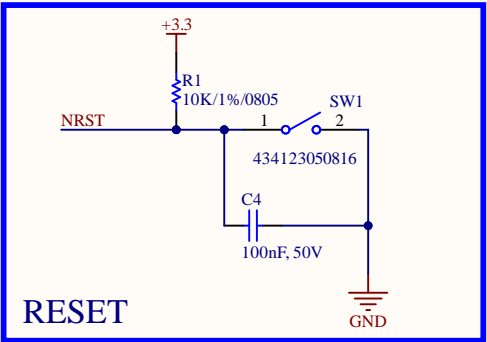 +3.3
R1
10K/1%/0805
NRST
SW1
1
2
434123050816
C4
100nF, 50V
RESET
GND